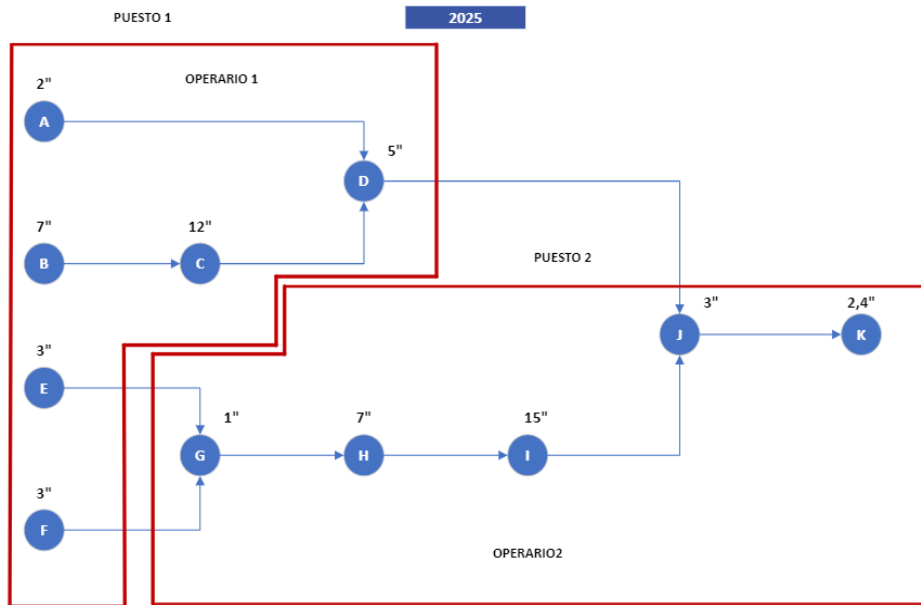 PUESTO 1
2025
OPERARIO 1
2"
A
5"
D
7"
12"
B
C
PUESTO 2
3"
2,4"
J
K
3"
E
1"
7"
15"
G
H
I
3"
F
OPERARIO2